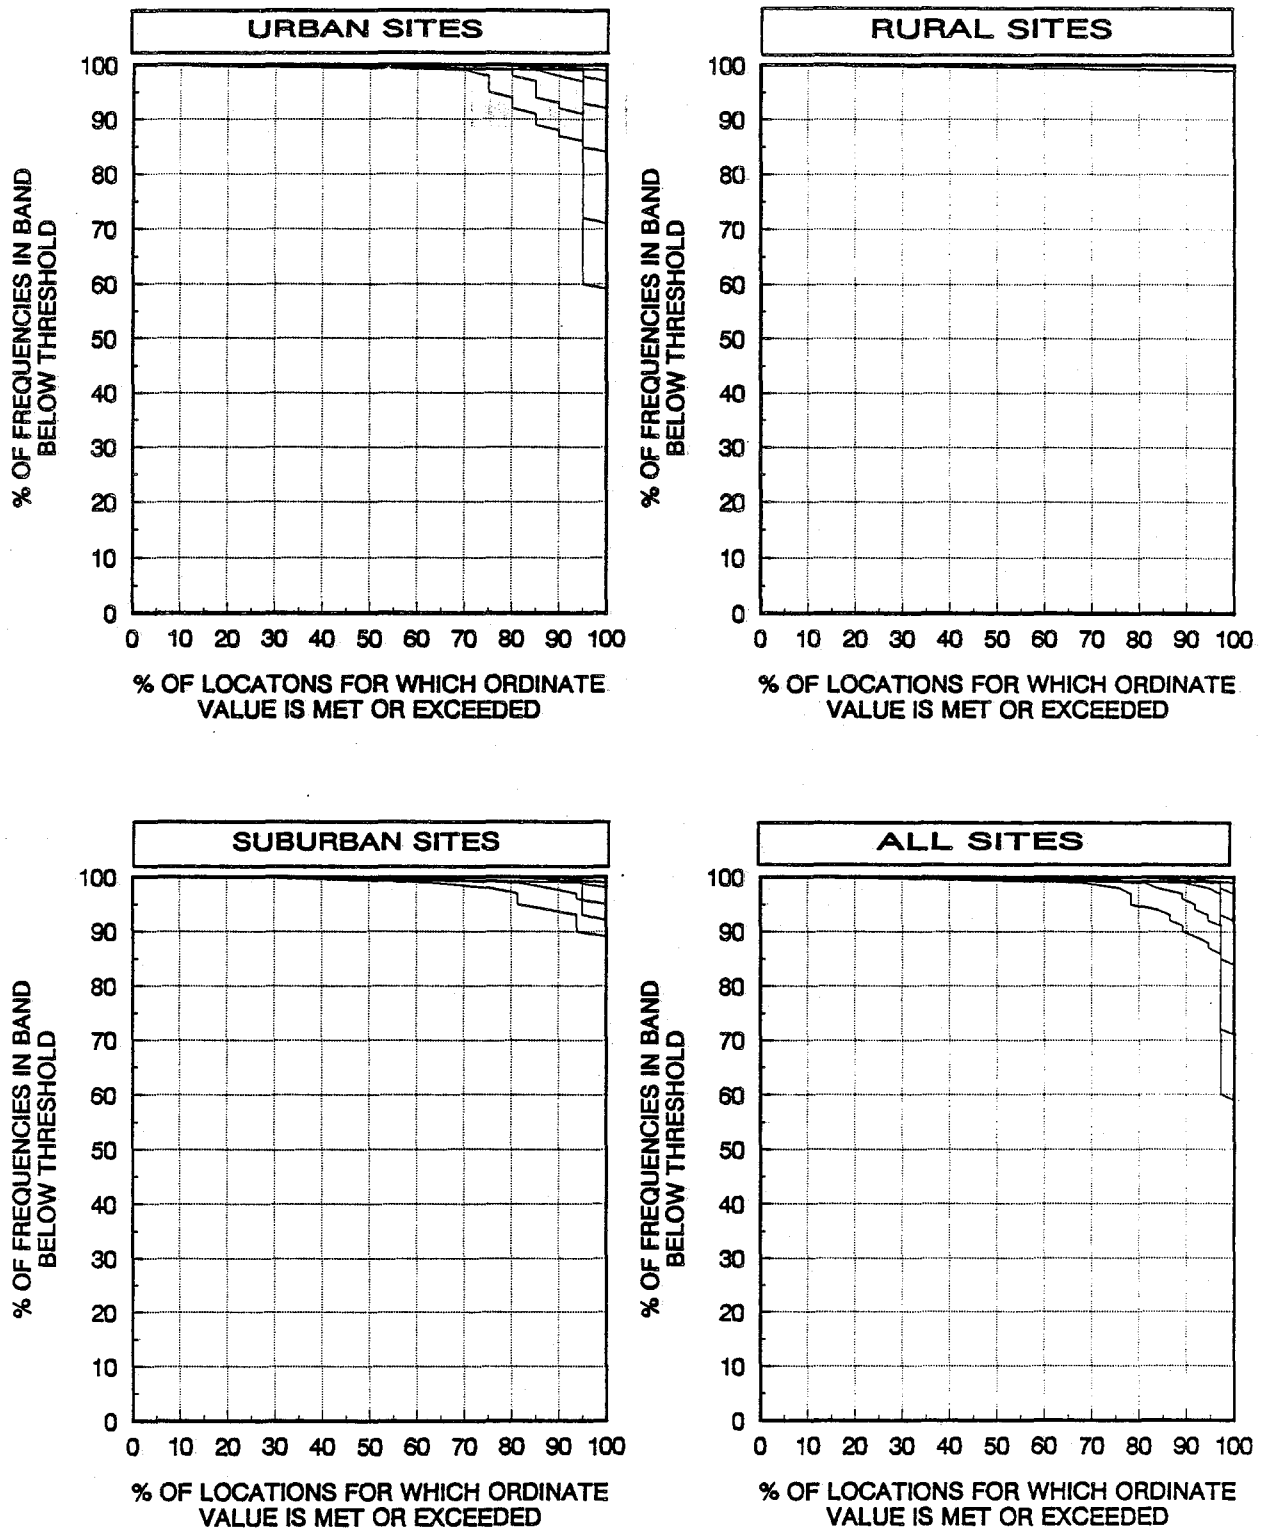 URBAN SITES
100
90
80
70
60
50
40
30
20
10
0
0 10 20 30 40 50 60 70 80 90 100
% OF FREQUENCIES IN BAND
BELOW THRESHOLD
% OF LOCATONS FOR WHICH ORDINATE
VALUE IS MET OR EXCEEDED
RURAL SITES
100
90
80
70
60
50
40
30
20
10
0
0 10 20 30 40 50 60 70 80 90 100
% OF FREQUENCIES IN BAND
BELOW THRESHOLD
% OF LOCATIONS FOR WHICH ORDINATE
VALUE IS MET OR EXCEEDED
SUBURBAN SITES
100
90
80
70
60
50
40
30
20
10
0
0 10 20 30 40 50 60 70 80 90 100
% OF FREQUENCIES IN BAND
BELOW THRESHOLD
% OF LOCATIONS FOR WHICH ORDINATE
VALUE IS MET OR EXCEEDED
ALL SITES
100
90
80
70
60
50
40
30
20
10
0
0 10 20 30 40 50 60 70 80 90 100
% OF FREQUENCIES IN BAND
BELOW THRESHOLD
% OF LOCATIONS FOR WHICH ORDINATE
VALUE IS MET OR EXCEEDED